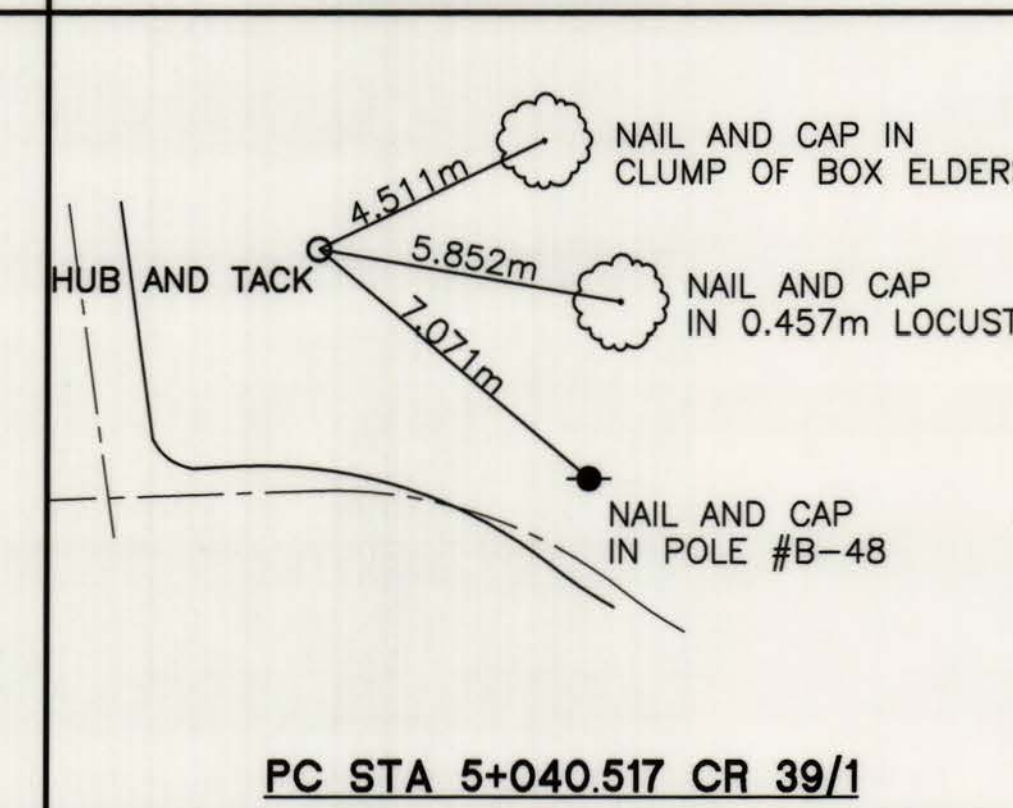 NAIL AND CAP IN
CLUMP OF BOX ELDER
4.511m
HUB AND TACK
5.852m
NAIL AND CAP
IN 0.457m LOCUST
7.071m
NAIL AND CAP
IN POLE #B-48
PC STA 5+040.517 CR 39/1